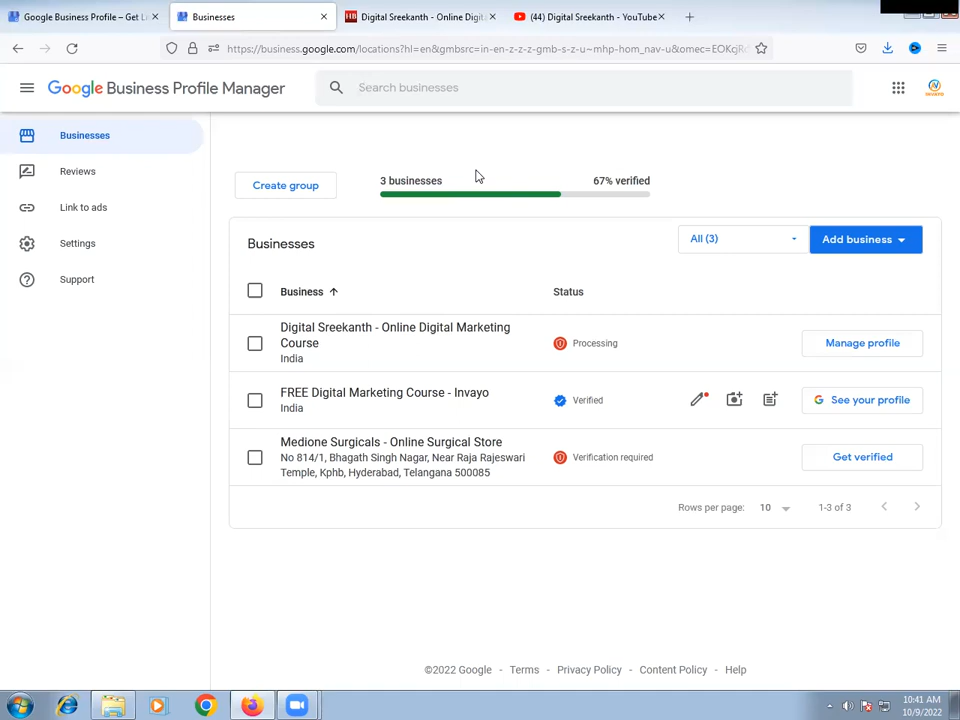 Google Business Profile – Get Li
Businesses
Digital Sreekanth - Online Digita
(44) Digital Sreekanth - YouTube
https://business.google.com/locations?hl=en&gmbsrc=in-en-z-z-z-gmb-s-z-u~mhp-hom_nav-u&omec=EOKqjRc
Google Business Profile Manager
Search businesses
Businesses
Reviews
Link to ads
Settings
Support
Create group
3 businesses
67% verified
Businesses
All (3)
Add business
Business
Status
Digital Sreekanth - Online Digital Marketing
Course
India
Processing
Manage profile
FREE Digital Marketing Course - Invayo
India
Verified
See your profile
Medione Surgicals - Online Surgical Store
No 814/1, Bhagath Singh Nagar, Near Raja Rajeswari
Temple, Kphb, Hyderabad, Telangana 500085
Verification required
Get verified
Rows per page:
10
1-3 of 3
©2022 Google - Terms - Privacy Policy - Content Policy - Help
10:41 AM
10/9/2022